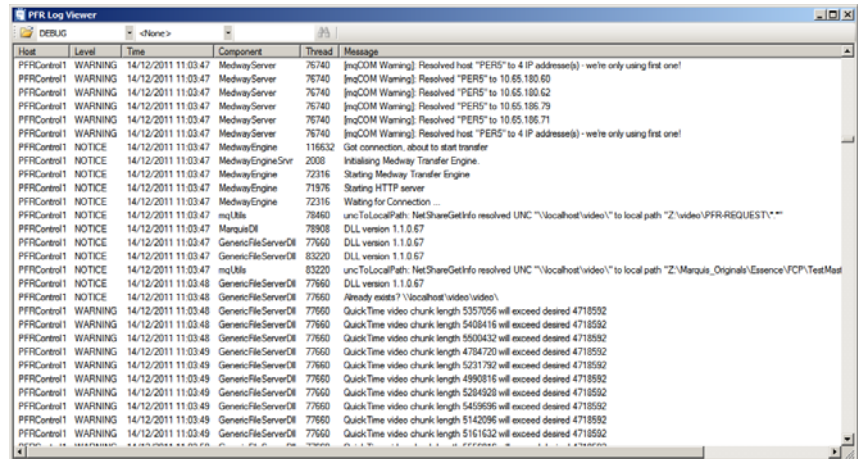 PFR Log Viewer
DEBUG <None>
Host Level Time Component Thread Message
PFRControl1 WARNING 14/12/2011 11:03:47 MedwayServer 76740 [mqCOM Warning]: Resolved host "PER5" to 4 IP addresse(s) - we're only using first one!
PFRControl1 WARNING 14/12/2011 11:03:47 MedwayServer 76740 [mqCOM Warning]: Resolved "PER5" to 10.65.180.60
PFRControl1 WARNING 14/12/2011 11:03:47 MedwayServer 76740 [mqCOM Warning]: Resolved "PER5" to 10.65.180.62
PFRControl1 WARNING 14/12/2011 11:03:47 MedwayServer 76740 [mqCOM Warning]: Resolved "PER5" to 10.65.186.79
PFRControl1 WARNING 14/12/2011 11:03:47 MedwayServer 76740 [mqCOM Warning]: Resolved "PER5" to 10.65.186.71
PFRControl1 WARNING 14/12/2011 11:03:47 MedwayServer 76740 [mqCOM Warning]: Resolved host "PER5" to 4 IP addresse(s) - we're only using first one!
PFRControl1 NOTICE 14/12/2011 11:03:47 MedwayEngine 116632 Got connection, about to start transfer
PFRControl1 NOTICE 14/12/2011 11:03:47 MedwayEngineSrvr 2008 Initialising Medway Transfer Engine.
PFRControl1 NOTICE 14/12/2011 11:03:47 MedwayEngine 72316 Starting Medway Transfer Engine
PFRControl1 NOTICE 14/12/2011 11:03:47 MedwayEngine 71976 Starting HTTP server
PFRControl1 NOTICE 14/12/2011 11:03:47 MedwayEngine 72316 Waiting for Connection ...
PFRControl1 NOTICE 14/12/2011 11:03:47 mqUtils 78460 uncToLocalPath: NetShareGetInfo resolved UNC "\\localhost\video\" to local path "Z:\video\PFR-REQUEST\*.*"
PFRControl1 NOTICE 14/12/2011 11:03:47 MarquisDll 78908 DLL version 1.1.0.67
PFRControl1 NOTICE 14/12/2011 11:03:47 GenericFileServerDll 77660 DLL version 1.1.0.67
PFRControl1 NOTICE 14/12/2011 11:03:47 GenericFileServerDll 83220 DLL version 1.1.0.67
PFRControl1 NOTICE 14/12/2011 11:03:47 mqUtils 83220 uncToLocalPath: NetShareGetInfo resolved UNC "\\localhost\video\" to local path "Z:\Marquis_Originals\Essence\FCP\TestMast
PFRControl1 NOTICE 14/12/2011 11:03:48 GenericFileServerDll 77660 DLL version 1.1.0.67
PFRControl1 NOTICE 14/12/2011 11:03:48 GenericFileServerDll 77660 Already exists? \\localhost\video\video\
PFRControl1 WARNING 14/12/2011 11:03:48 GenericFileServerDll 77660 QuickTime video chunk length 5357056 will exceed desired 4718592
PFRControl1 WARNING 14/12/2011 11:03:48 GenericFileServerDll 77660 QuickTime video chunk length 5408416 will exceed desired 4718592
PFRControl1 WARNING 14/12/2011 11:03:48 GenericFileServerDll 77660 QuickTime video chunk length 5500432 will exceed desired 4718592
PFRControl1 WARNING 14/12/2011 11:03:49 GenericFileServerDll 77660 QuickTime video chunk length 4784720 will exceed desired 4718592
PFRControl1 WARNING 14/12/2011 11:03:49 GenericFileServerDll 77660 QuickTime video chunk length 5231792 will exceed desired 4718592
PFRControl1 WARNING 14/12/2011 11:03:49 GenericFileServerDll 77660 QuickTime video chunk length 4990816 will exceed desired 4718592
PFRControl1 WARNING 14/12/2011 11:03:49 GenericFileServerDll 77660 QuickTime video chunk length 5284928 will exceed desired 4718592
PFRControl1 WARNING 14/12/2011 11:03:49 GenericFileServerDll 77660 QuickTime video chunk length 5459696 will exceed desired 4718592
PFRControl1 WARNING 14/12/2011 11:03:49 GenericFileServerDll 77660 QuickTime video chunk length 5142096 will exceed desired 4718592
PFRControl1 WARNING 14/12/2011 11:03:49 GenericFileServerDll 77660 QuickTime video chunk length 5161632 will exceed desired 4718592